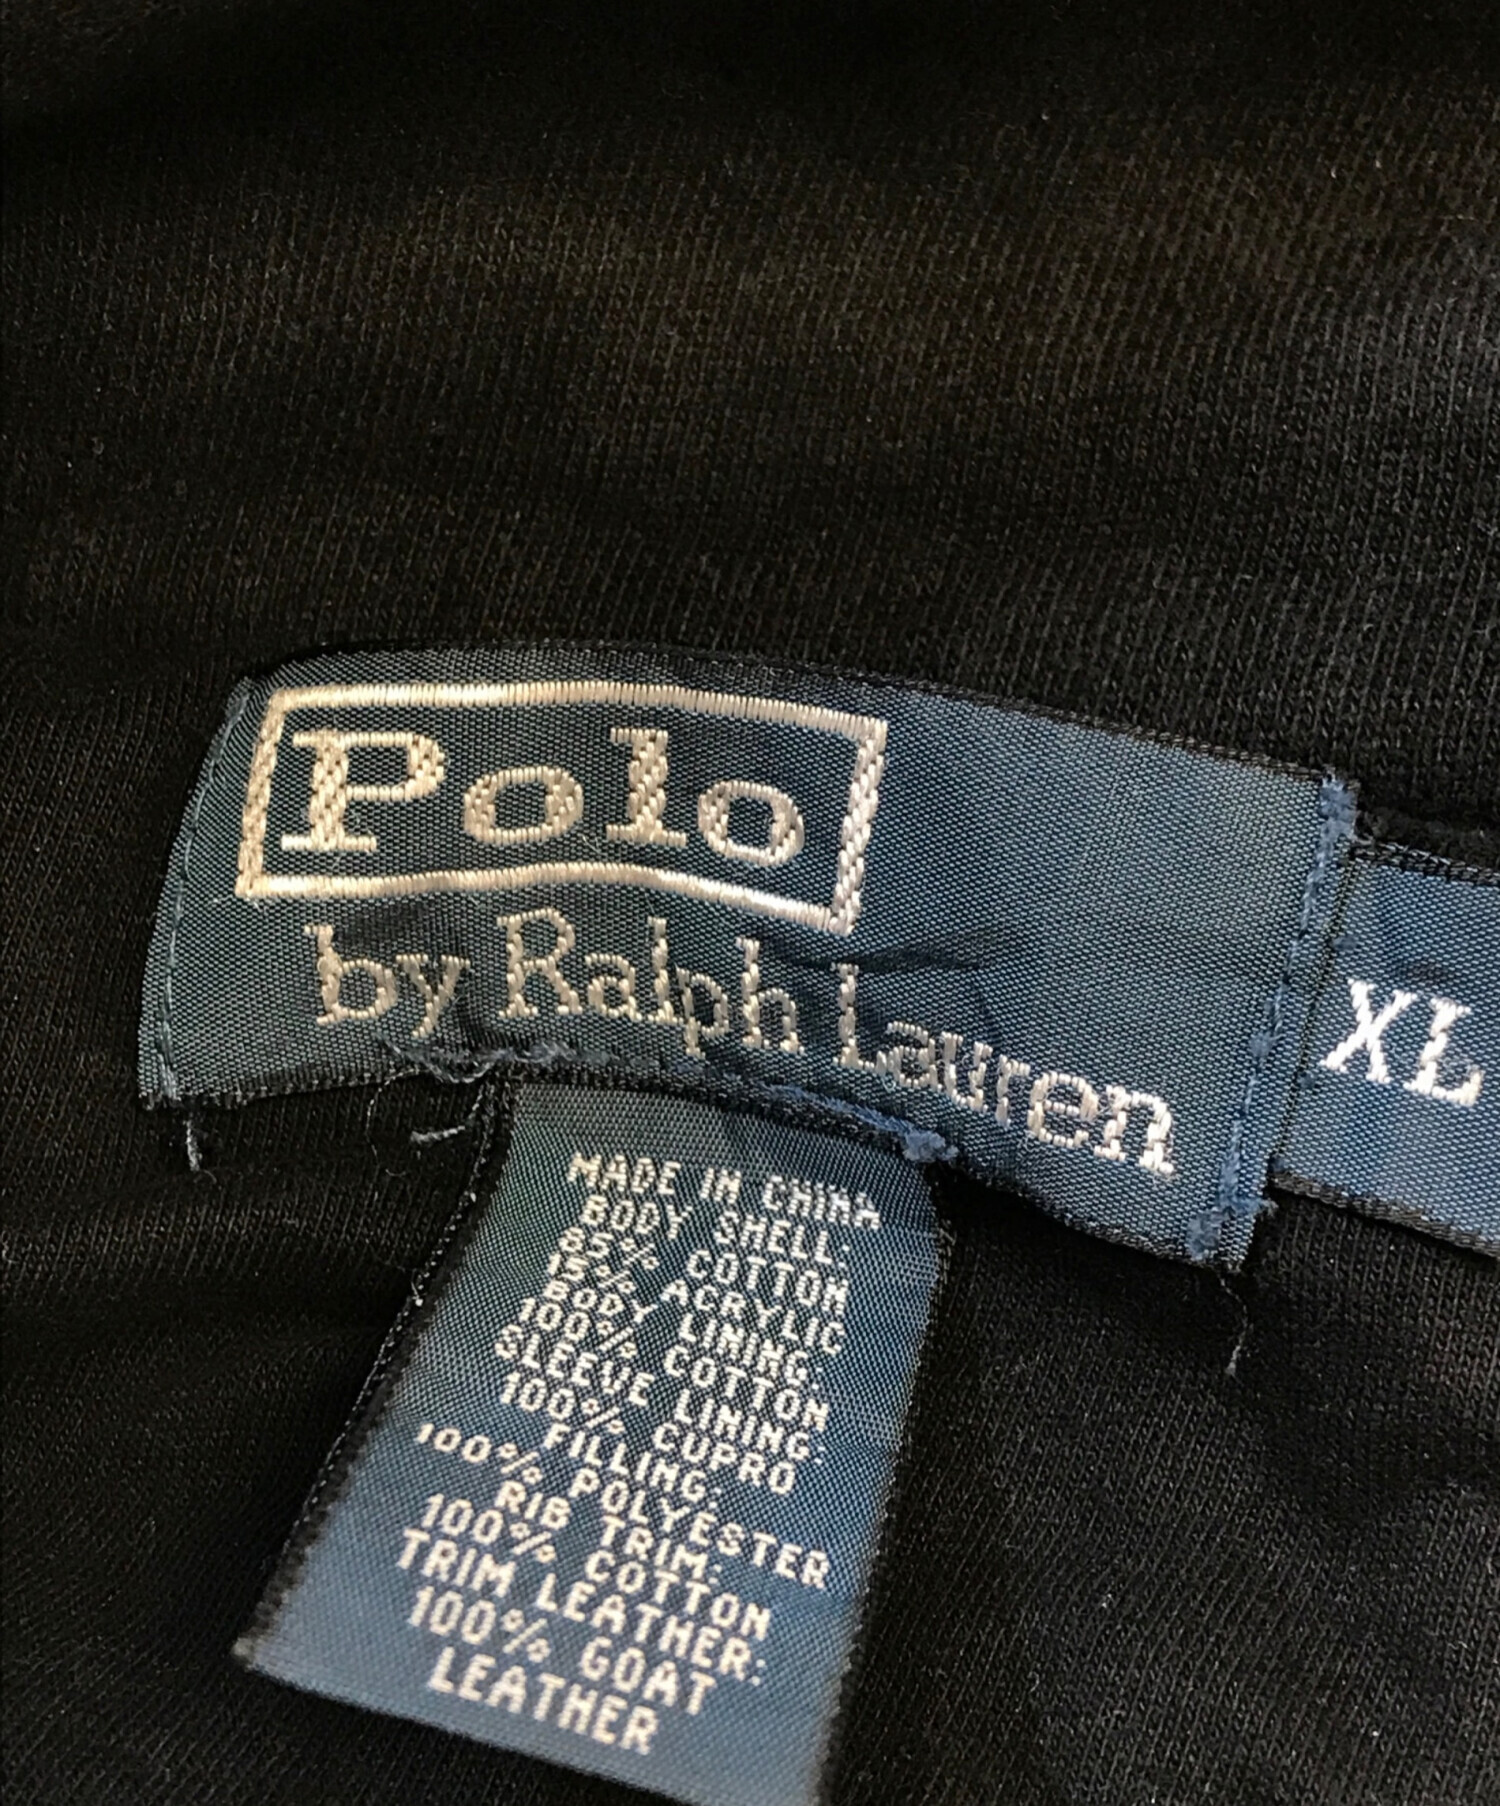 Polo
by Ralph Lauren
XL
MADE IN CHINA
BODY SHELL:
85% COTTON
15% ACRYLIC
BODY LINING:
100% COTTON
SLEEVE LINING:
100% CUPRO
FILLING:
100% POLYESTER
RIB TRIM:
100% COTTON
TRIM LEATHER:
100% GOAT
LEATHER